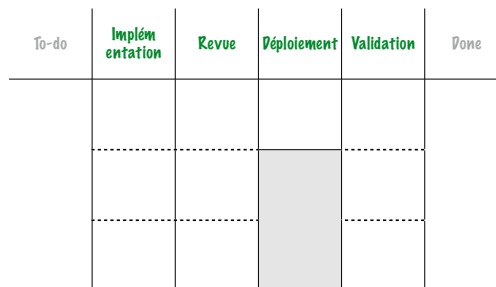 To-do
Implém
entation
Revue
Déploiement
Validation
Done